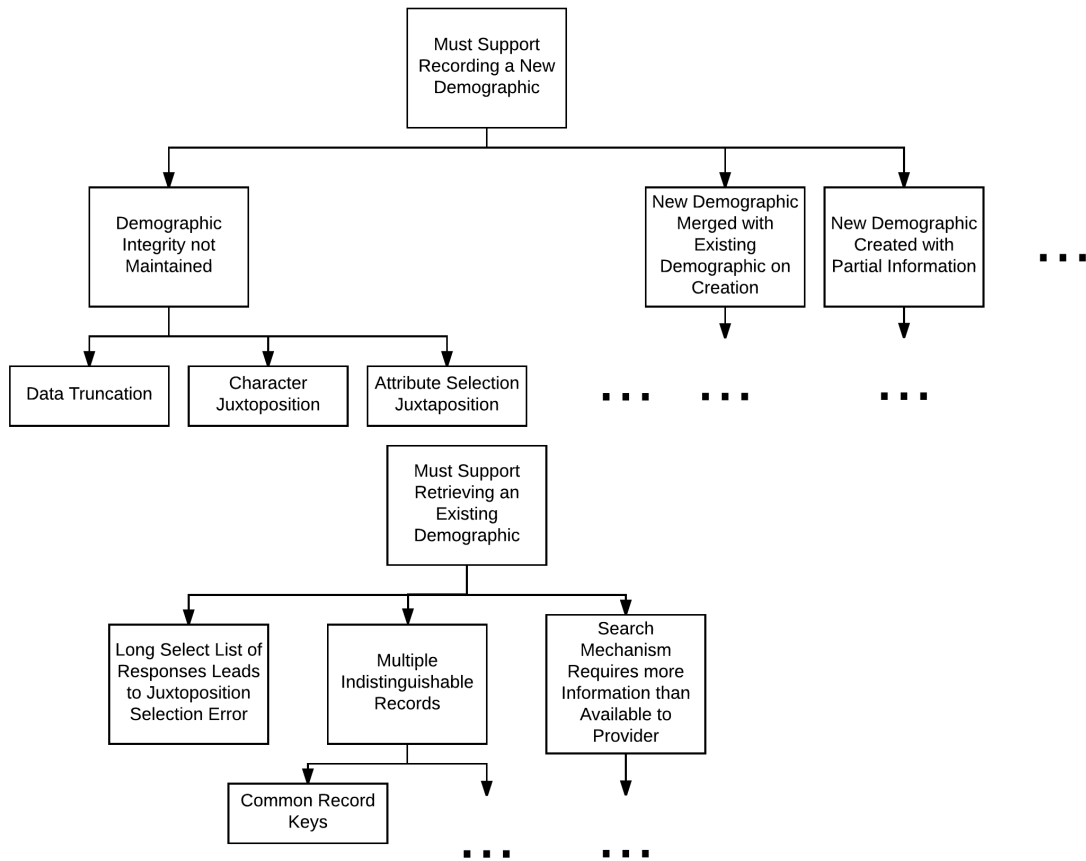 Must Support
Recording a New
Demographic
Demographic
Integrity not
Maintained
New Demographic
Merged with
Existing
Demographic on
Creation
New Demographic
Created with
Partial Information
...
Data Truncation
Character
Juxtoposition
Attribute Selection
Juxtaposition
...
...
...
Must Support
Retrieving an
Existing
Demographic
Long Select List of
Responses Leads
to Juxtoposition
Selection Error
Multiple
Indistinguishable
Records
Search
Mechanism
Requires more
Information than
Available to
Provider
Common Record
Keys
...
...